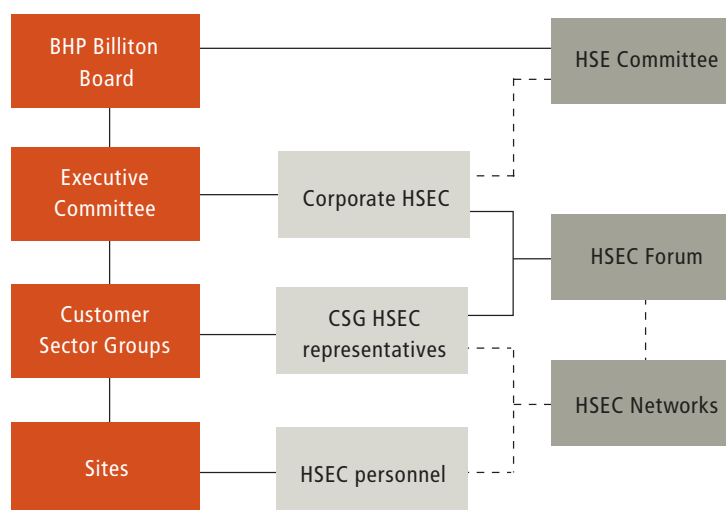 BHP Billiton
Board
HSE Committee
Executive
Committee
Corporate HSEC
HSEC Forum
Customer
Sector Groups
CSG HSEC
representatives
HSEC Networks
Sites
HSEC personnel